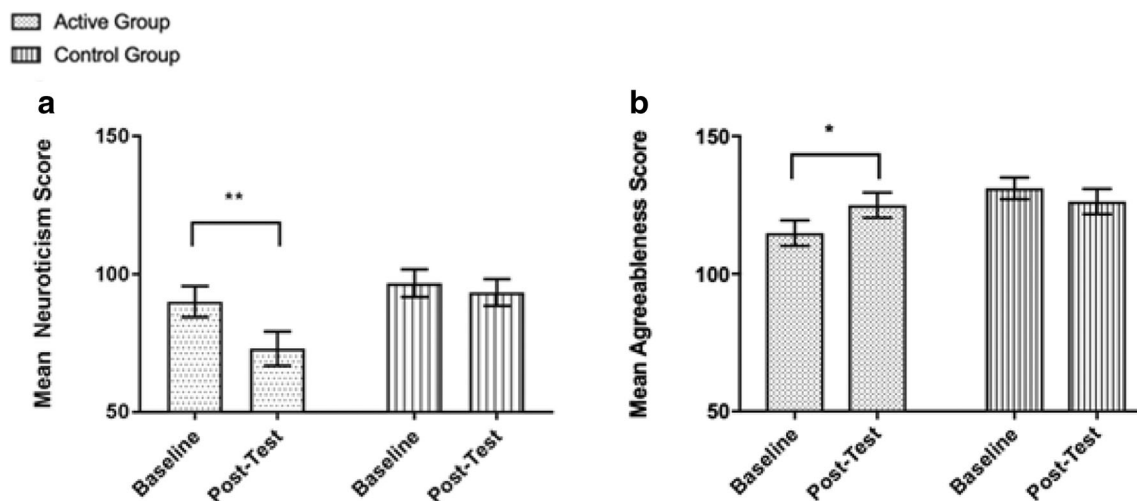 Active Group
Control Group
a
Mean Neuroticism Score
150
100
50
**
Baseline
Post-Test
Baseline
Post-Test
b
Mean Agreeableness Score
150
100
50
*
Baseline
Post-Test
Baseline
Post-Test